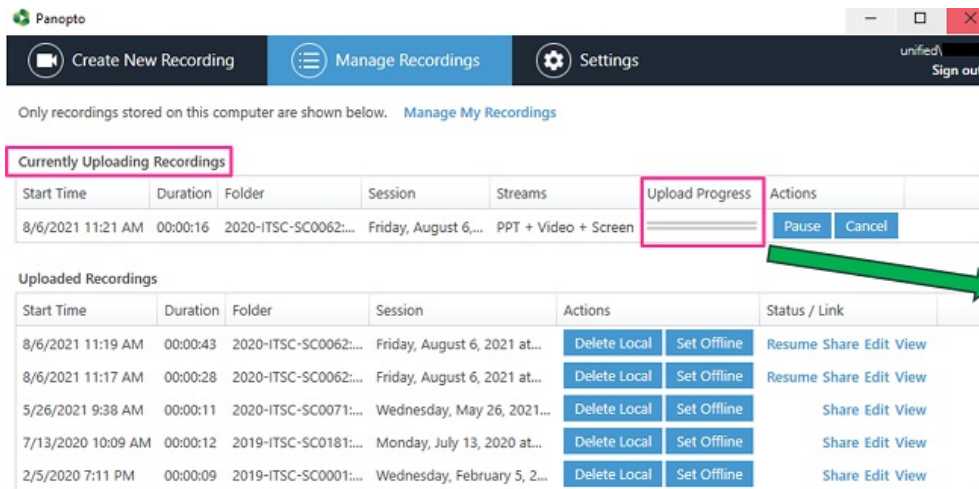 Panopto
Create New Recording Manage Recordings Settings unified\
Sign out
Only recordings stored on this computer are shown below. Manage My Recordings
Currently Uploading Recordings
Start Time Duration Folder Session Streams Upload Progress Actions
8/6/2021 11:21 AM 00:00:16 2020-ITSC-SC0062:... Friday, August 6,... PPT + Video + Screen Pause Cancel
Uploaded Recordings
Start Time Duration Folder Session Actions Status / Link
8/6/2021 11:19 AM 00:00:43 2020-ITSC-SC0062:... Friday, August 6, 2021 at... Delete Local Set Offline Resume Share Edit View
8/6/2021 11:17 AM 00:00:28 2020-ITSC-SC0062:... Friday, August 6, 2021 at... Delete Local Set Offline Resume Share Edit View
5/26/2021 9:38 AM 00:00:11 2020-ITSC-SC0071:... Wednesday, May 26, 2021... Delete Local Set Offline Share Edit View
7/13/2020 10:09 AM 00:00:12 2019-ITSC-SC0181:... Monday, July 13, 2020 at... Delete Local Set Offline Share Edit View
2/5/2020 7:11 PM 00:00:09 2019-ITSC-SC0001:... Wednesday, February 5, 2... Delete Local Set Offline Share Edit View